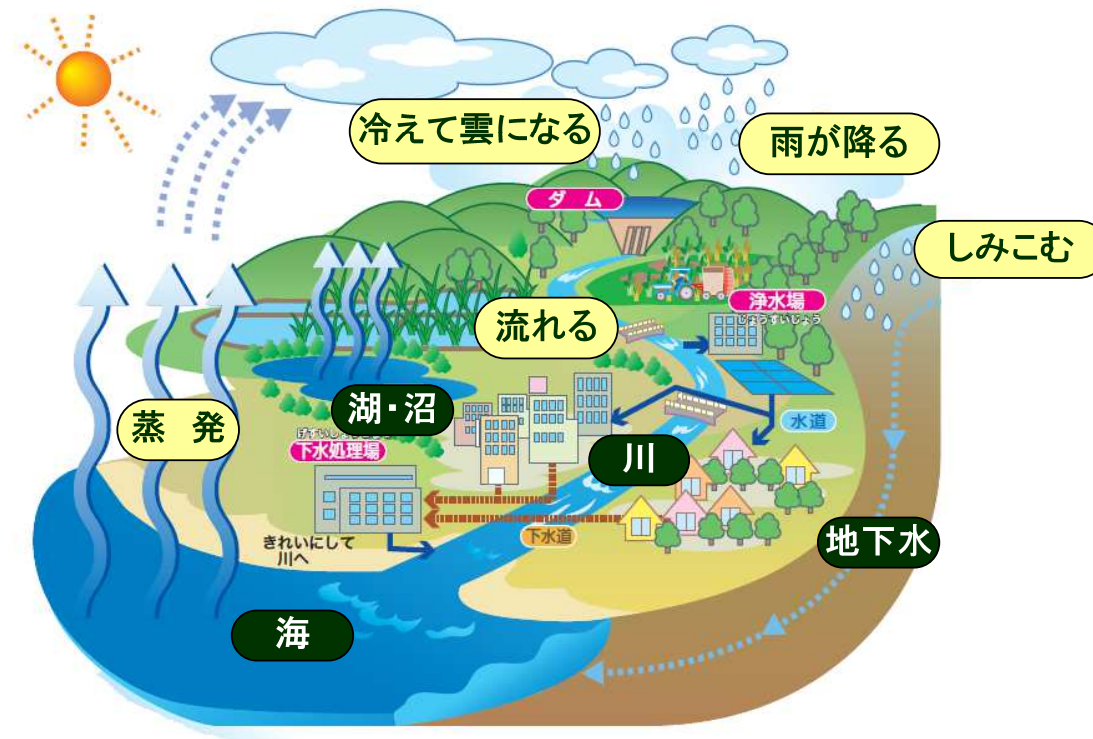 冷えて雲になる
雨が降る
ダム
しみこむ
浄水場
じょうすいじょう
流れる
湖・沼
蒸 発
水道
川
下水処理場
下水道
地下水
きれいにして
川へ
海